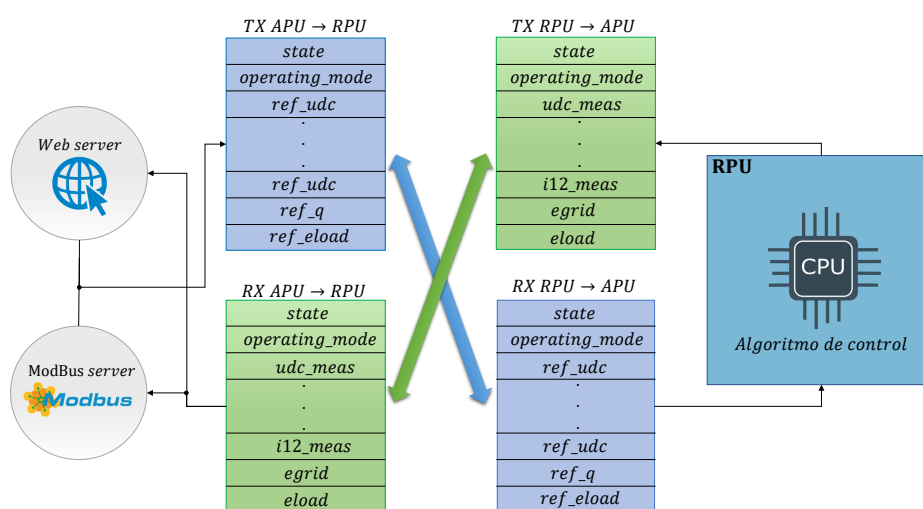 TX APU → RPU
state
operating_mode
ref_udc
.
.
.
ref_udc
ref_q
ref_eload
TX RPU → APU
state
operating_mode
udc_meas
.
.
.
i12_meas
egrid
eload
Web server
ModBus server
Modbus
RX APU → RPU
state
operating_mode
udc_meas
.
.
.
i12_meas
egrid
eload
RX RPU → APU
state
operating_mode
ref_udc
.
.
.
ref_udc
ref_q
ref_eload
RPU
CPU
Algoritmo de control